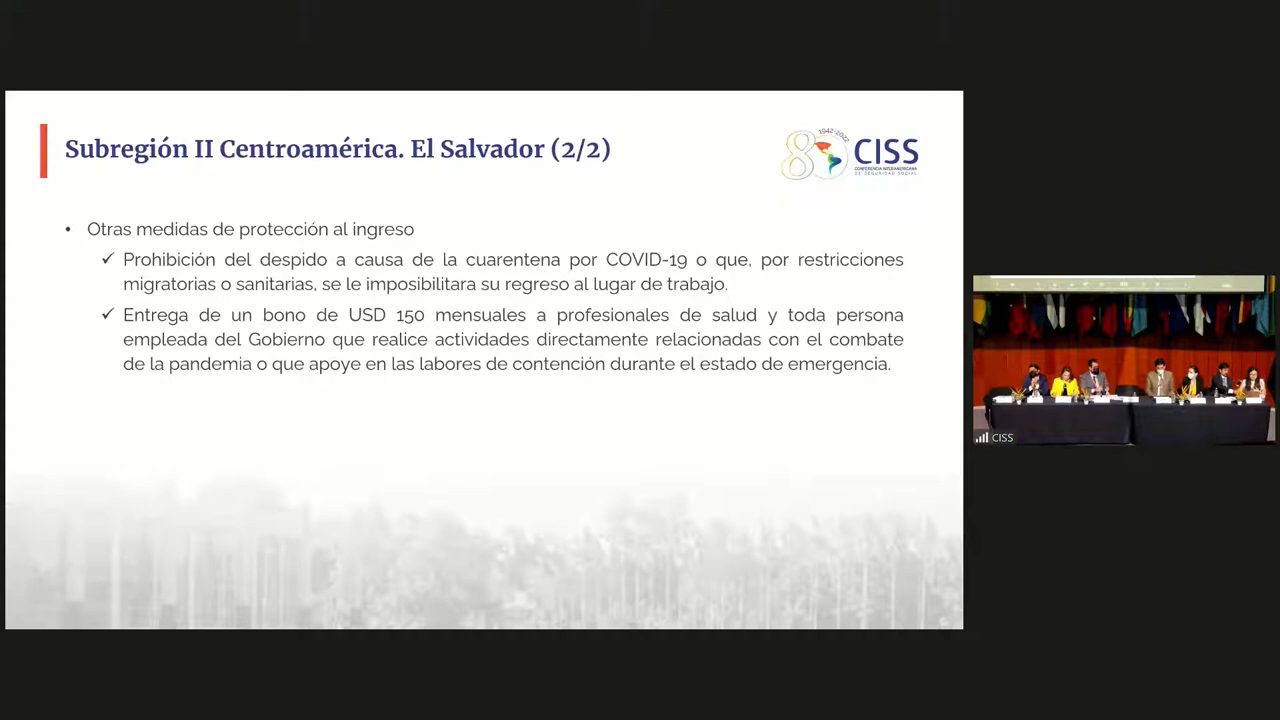 Subregión II Centroamérica. El Salvador (2/2)
1942-2022
CISS
CONFERENCIA INTERAMERICANA
DE SEGURIDAD SOCIAL
• Otras medidas de protección al ingreso
✓ Prohibición del despido a causa de la cuarentena por COVID-19 o que, por restricciones
migratorias o sanitarias, se le imposibilitara su regreso al lugar de trabajo.
✓ Entrega de un bono de USD 150 mensuales a profesionales de salud y toda persona
empleada del Gobierno que realice actividades directamente relacionadas con el combate
de la pandemia o que apoye en las labores de contención durante el estado de emergencia.
CISS